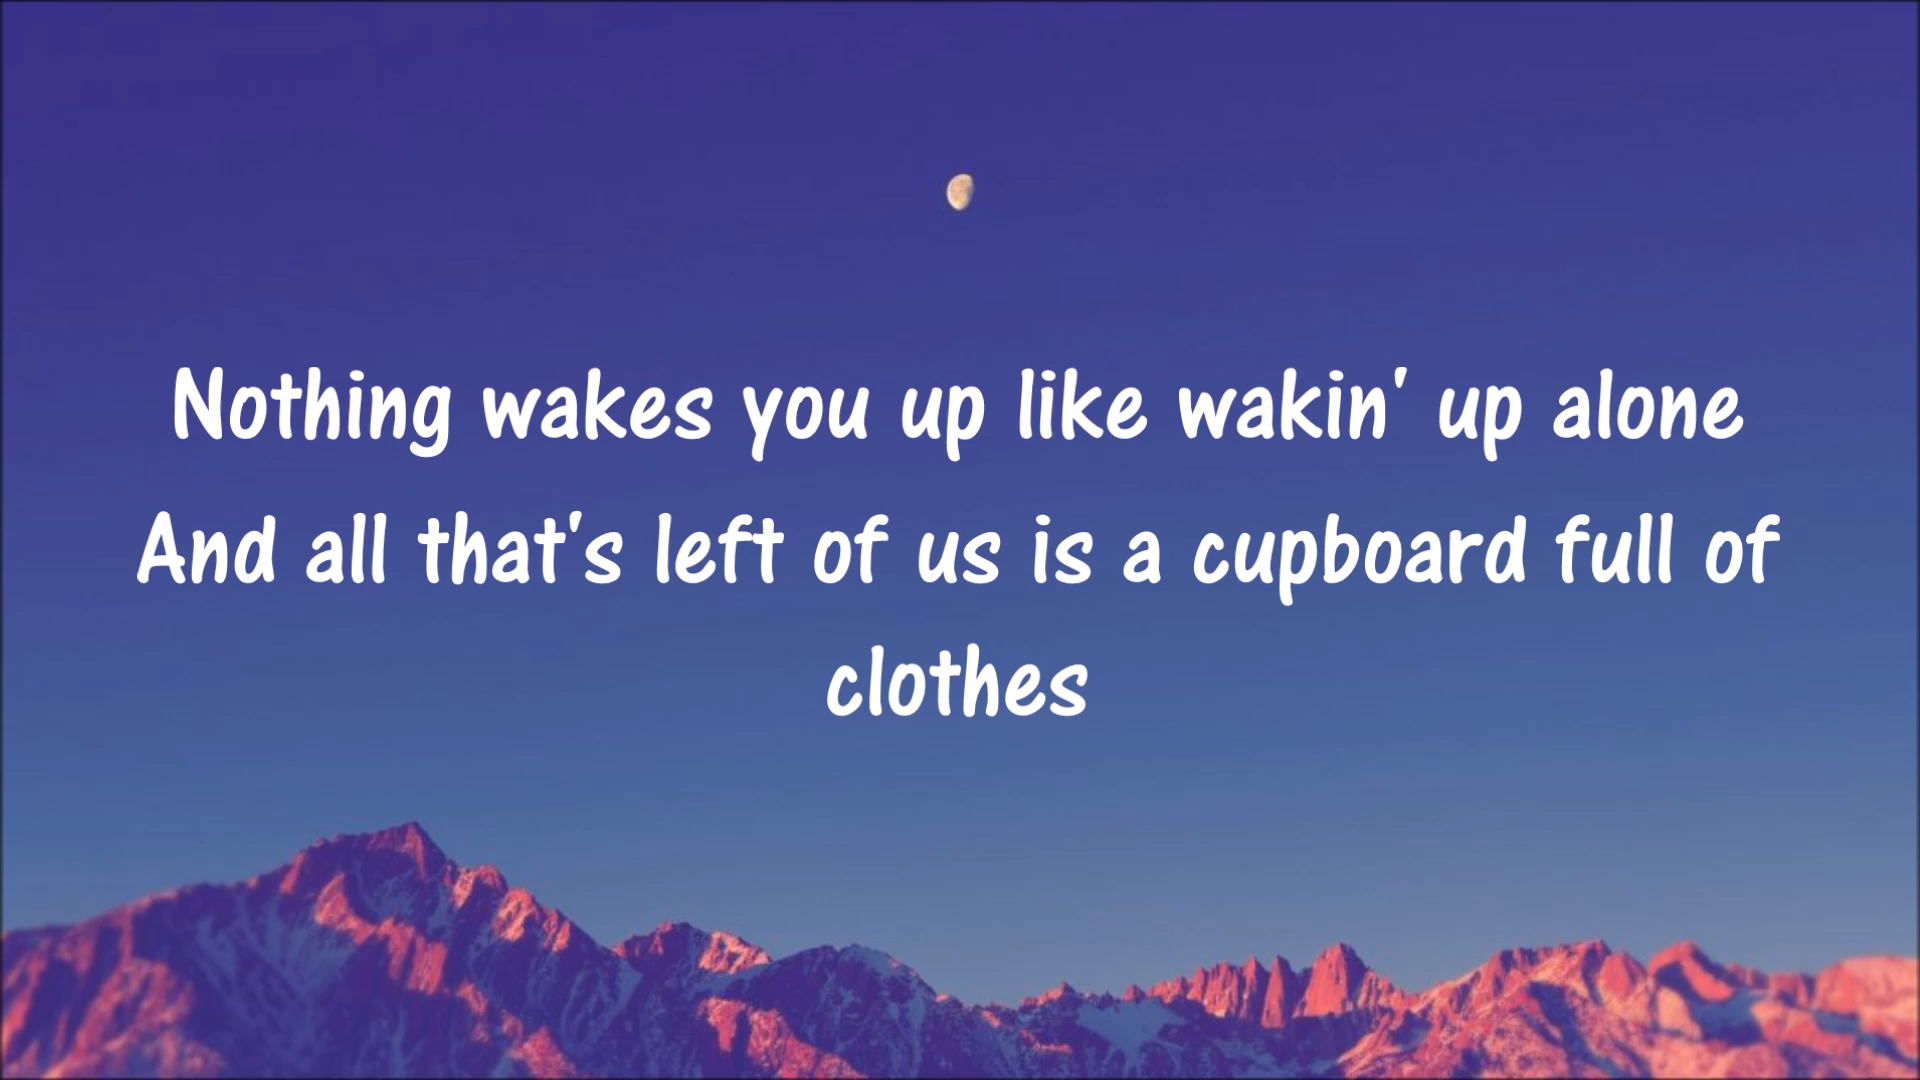 Nothing wakes you up like wakin' up alone
And all that's left of us is a cupboard full of
clothes